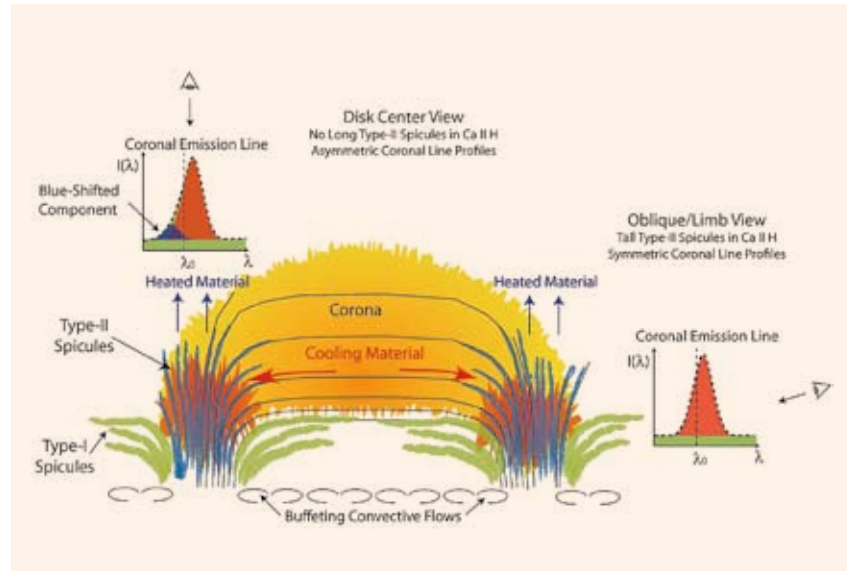 Disk Center View
No Long Type-II Spicules in Ca II H
Asymmetric Coronal Line Profiles
Coronal Emission Line
I(λ)
Blue-Shifted
Component
λ₀
λ
Oblique/Limb View
Tall Type-II Spicules in Ca II H
Symmetric Coronal Line Profiles
Heated Material
Heated Material
Corona
Type-II
Spicules
Cooling Material
Coronal Emission Line
I(λ)
λ₀
λ
Type-I
Spicules
Buffeting Convective Flows